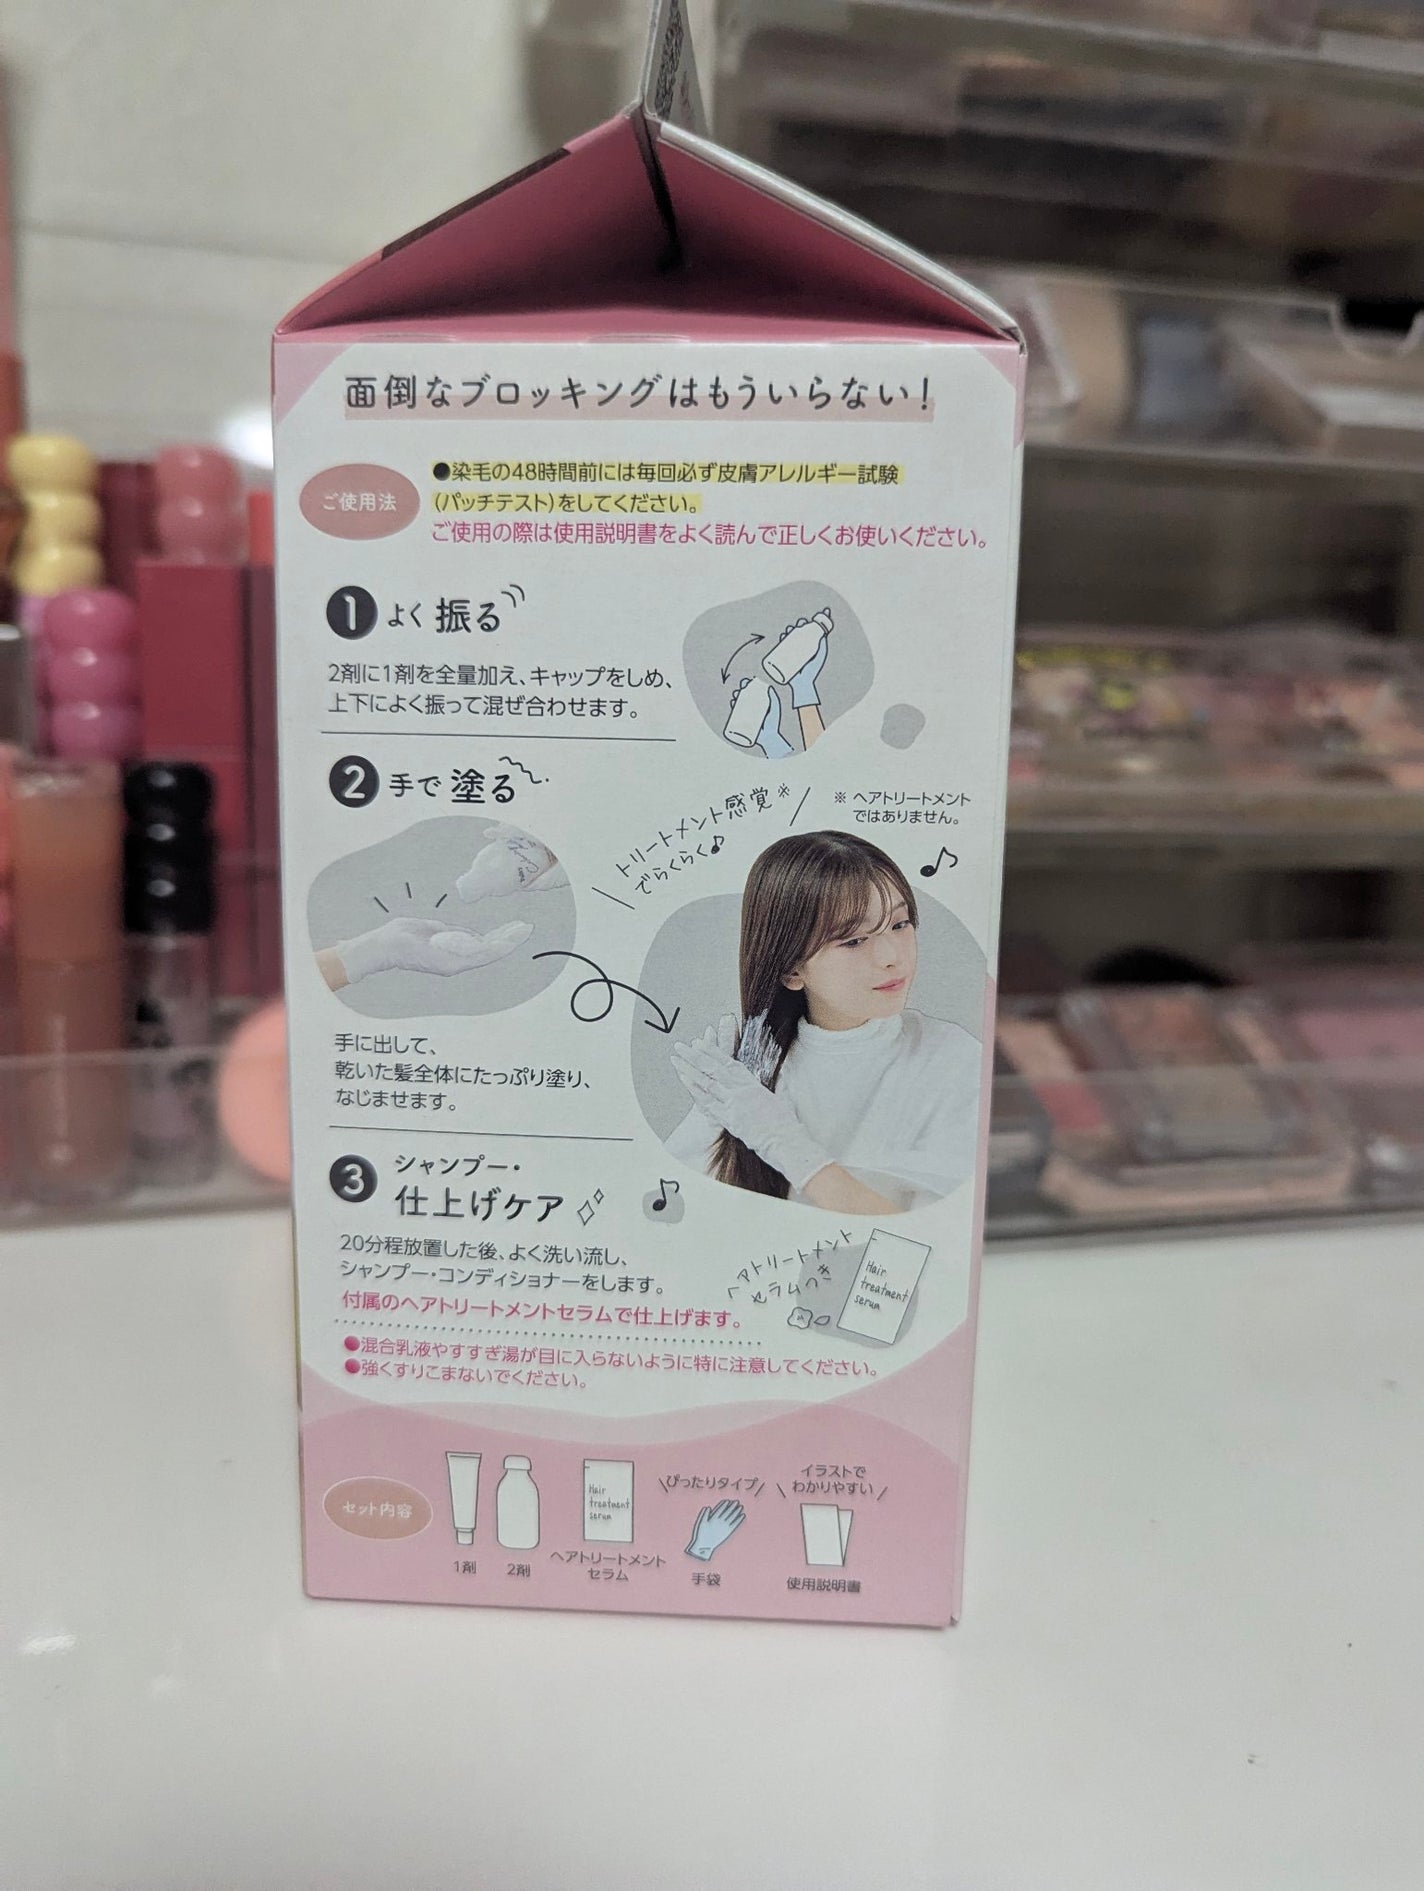 面倒なブロッキングはもういらない！
ご使用法
●染毛の48時間前には毎回必ず皮膚アレルギー試験
（パッチテスト）をしてください。
ご使用の際は使用説明書をよく読んで正しくお使いください。
1 よく振る
2剤に1剤を全量加え、キャップをしめ、
上下によく振って混ぜ合わせます。
2 手で塗る
トリートメント感覚※
でらくらく♪
※ ヘアトリートメント
ではありません。
手に出して、
乾いた髪全体にたっぷり塗り、
なじませます。
3 シャンプー・
仕上げケア
20分程放置した後、よく洗い流し、
シャンプー・コンディショナーをします。
付属のヘアトリートメントセラムで仕上げます。
ヘアトリートメント
セラムつき
Hair
treatment
serum
●混合乳液やすすぎ湯が目に入らないように特に注意してください。
●強くすりこまないでください。
セット内容
1剤
2剤
Hair
treatment
serum
ヘアトリートメント
セラム
ぴったりタイプ
手袋
イラストで
わかりやすい
使用説明書